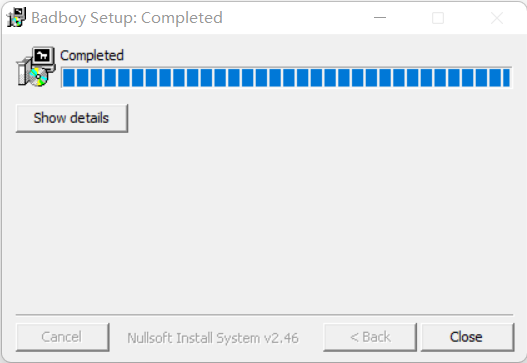 Badboy Setup: Completed
Completed
Show details
Cancel
Nullsoft Install System v2.46
< Back
Close